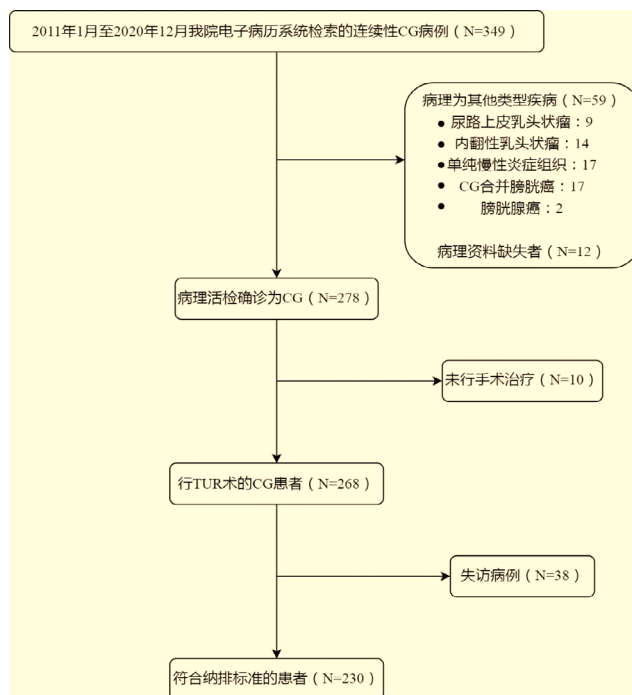 2011年1月至2020年12月我院电子病历系统检索的连续性CG病例（N=349）
病理为其他类型疾病（N=59）
● 尿路上皮乳头状瘤：9
● 内翻性乳头状瘤：14
●单纯慢性炎症组织：17
● CG合并膀胱癌：17
● 膀胱腺癌：2
病理资料缺失者（N=12）
病理活检确诊为CG（N=278）
未行手术治疗（N=10）
行TUR术的CG患者（N=268）
失访病例（N=38）
符合纳排标准的患者（N=230）